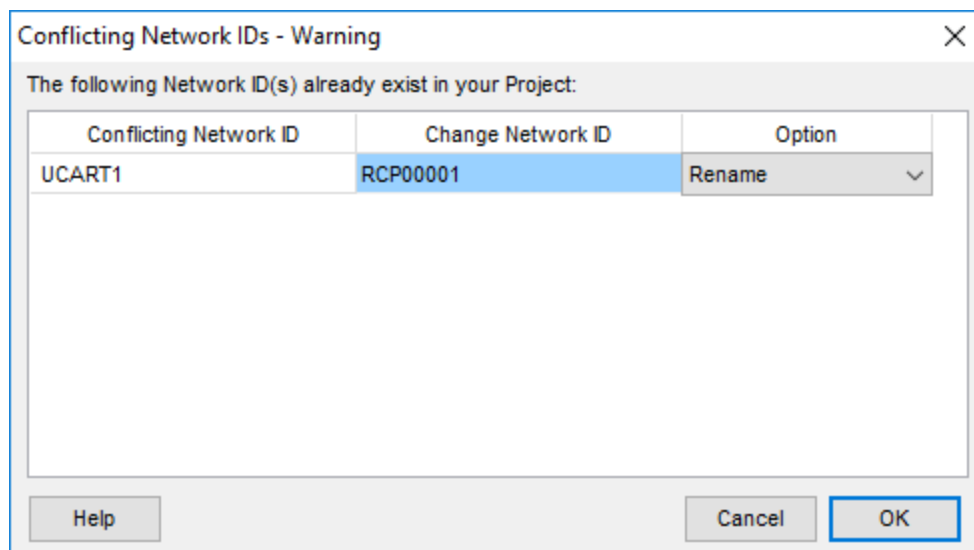 Conflicting Network IDs - Warning
The following Network ID(s) already exist in your Project:
Conflicting Network ID Change Network ID Option
UCART1 RCP00001 Rename
Help Cancel OK